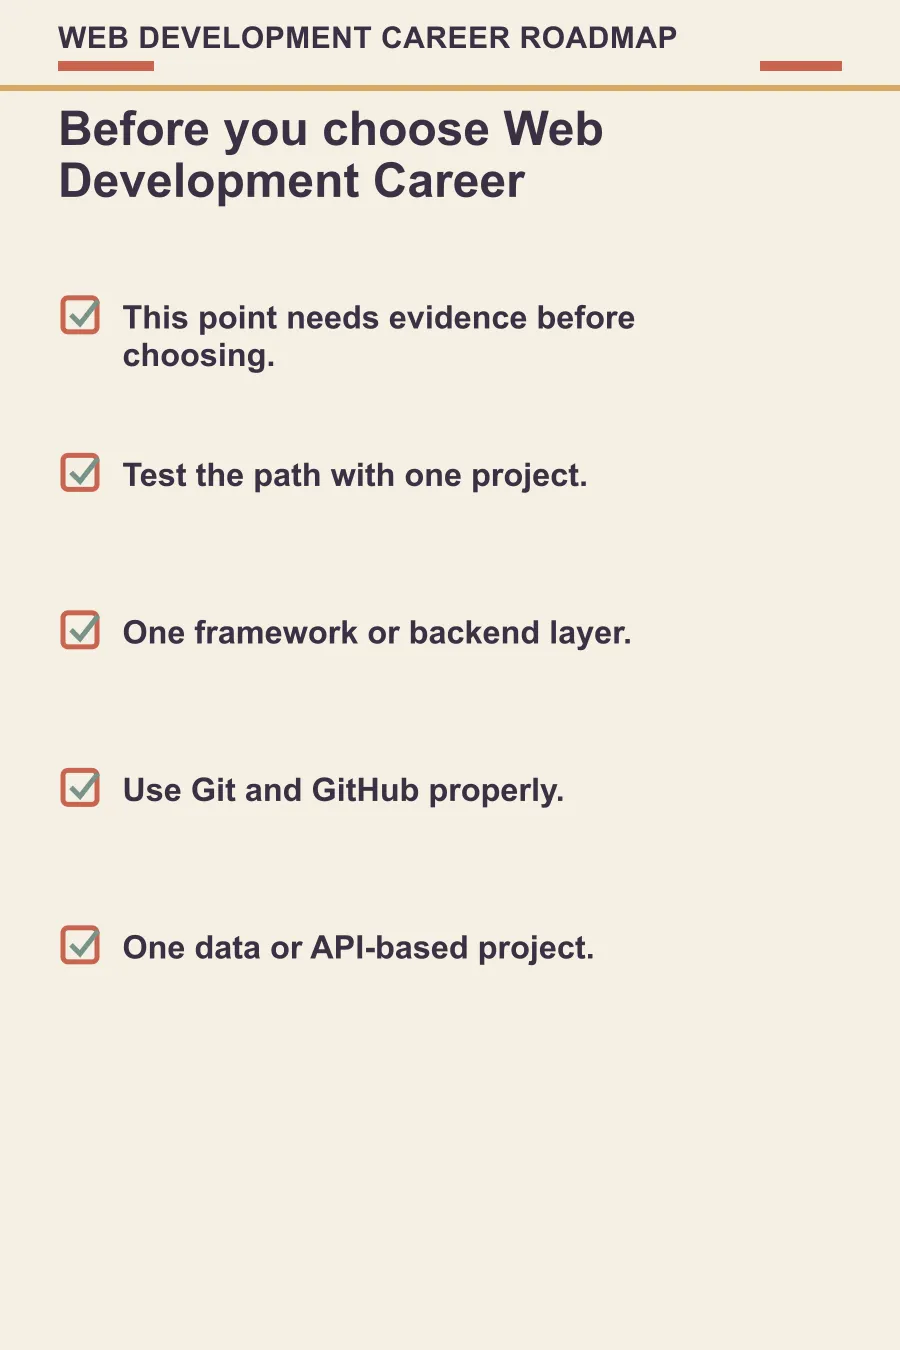 WEB DEVELOPMENT CAREER ROADMAP
Before you choose Web
Development Career
This point needs evidence before
choosing.
Test the path with one project.
One framework or backend layer.
Use Git and GitHub properly.
One data or API-based project.